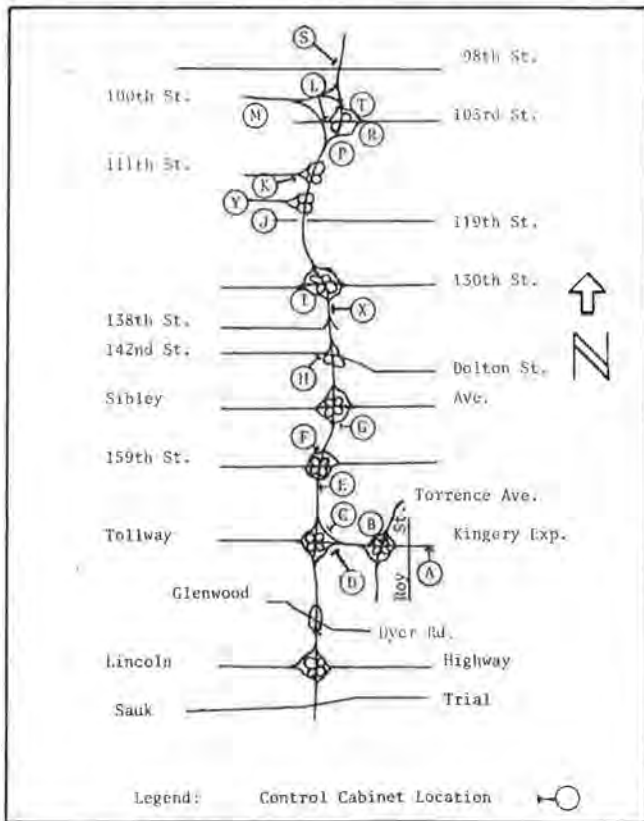 S
98th St.
L
100th St.
T
M
103rd St.
R
P
111th St.
K
Y
J
119th St.
130th St.
I
X
138th St.
142nd St.
Dolton St.
H
Sibley
Ave.
G
F
159th St.
E
Torrence Ave.
C
B
St.
Tollway
Kingery Exp.
D
A
Roy
Glenwood
Dyer Rd.
Lincoln
Highway
Trial
Sauk
Legend: Control Cabinet Location
N